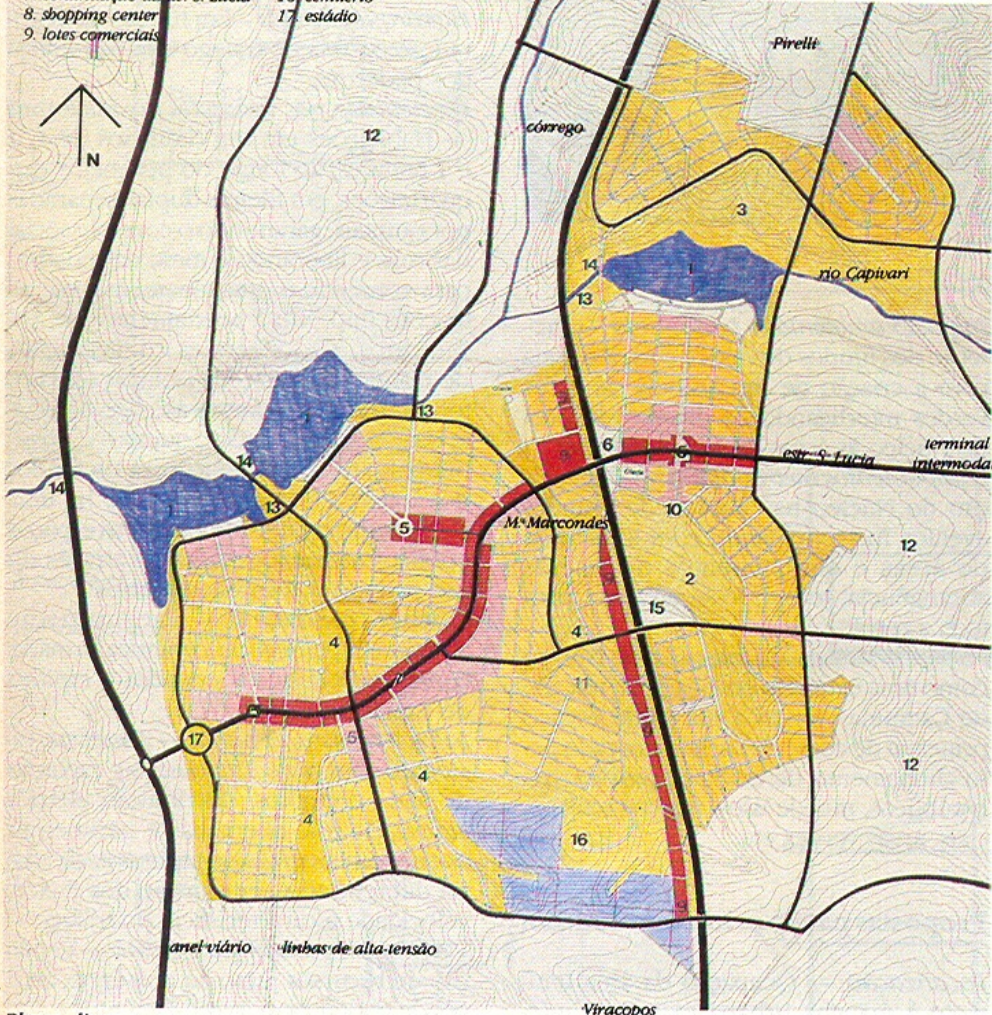 8. shopping center
17. estádio
9. lotes comerciais
Pirelli
N
12
córrego
3
14
1
rio Capivari
13
1
13
6
6
9
estr. S. Lucia
terminal
intermodal
14
14
1
13
5
Mª Marcondes
10
12
2
15
4
4
11
17
5
4
12
4
16
anel viário
linhas de alta-tensão
Viracopos